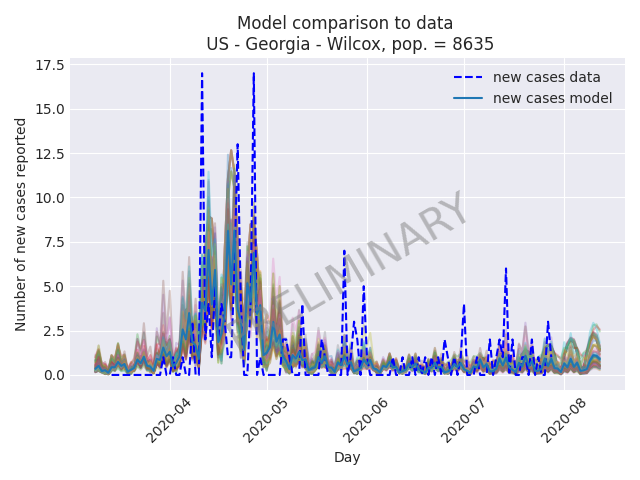 Model comparison to data
US - Georgia - Wilcox, pop. = 8635
17.5
15.0
12.5
10.0
7.5
5.0
2.5
0.0
Number of new cases reported
new cases data
new cases model
PRELIMINARY
2020-04
2020-05
2020-06
2020-07
2020-08
Day